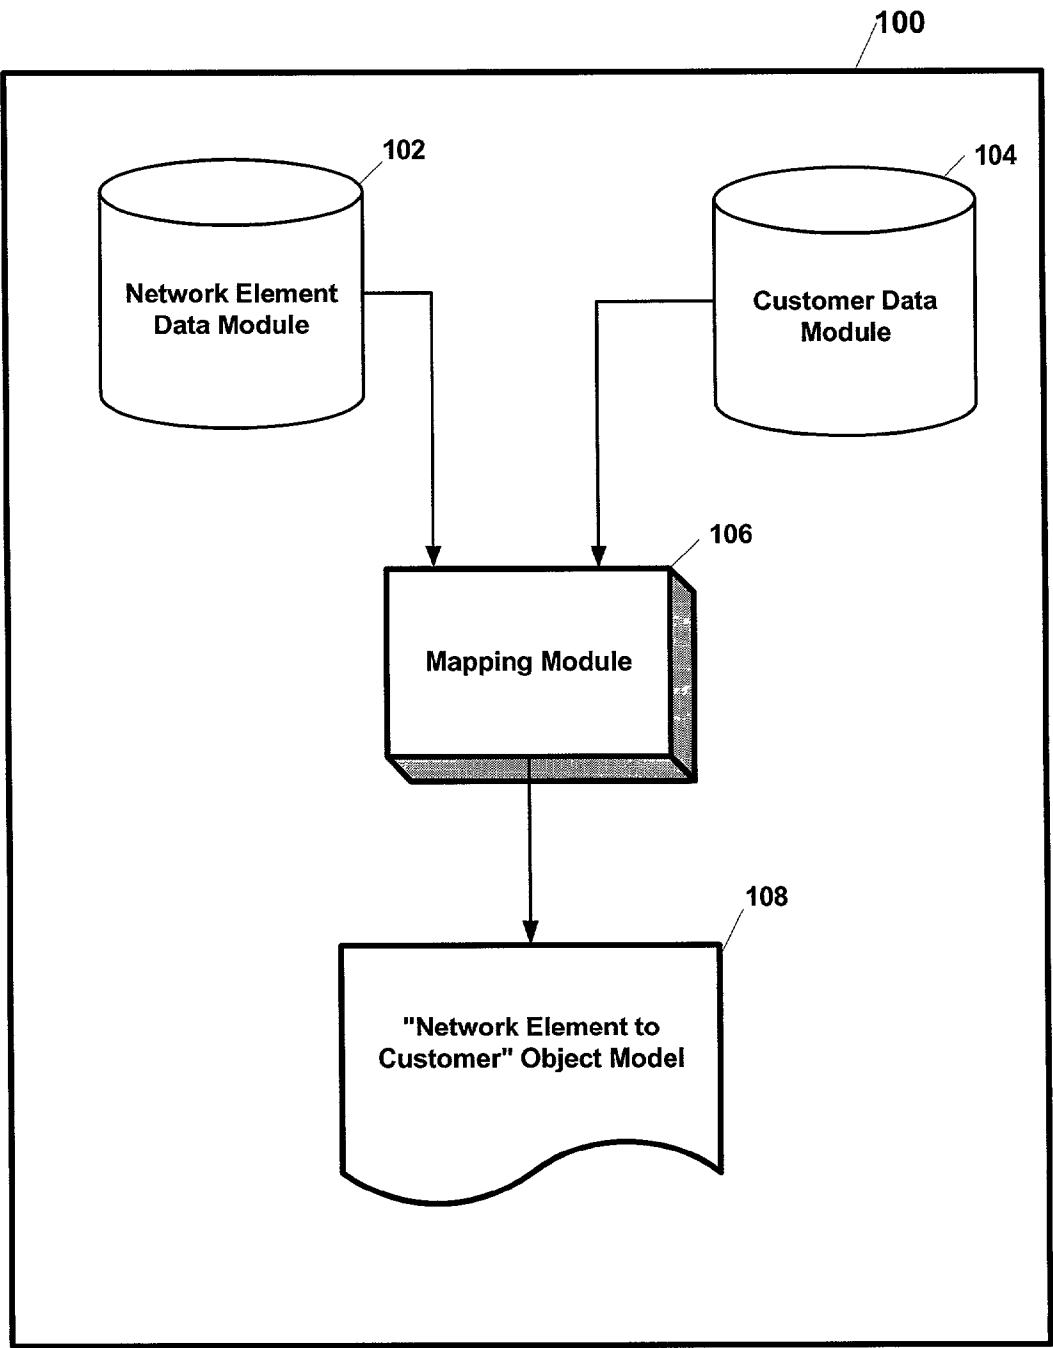 100
102
104
Network Element
Data Module
Customer Data
Module
106
Mapping Module
108
"Network Element to
Customer" Object Model